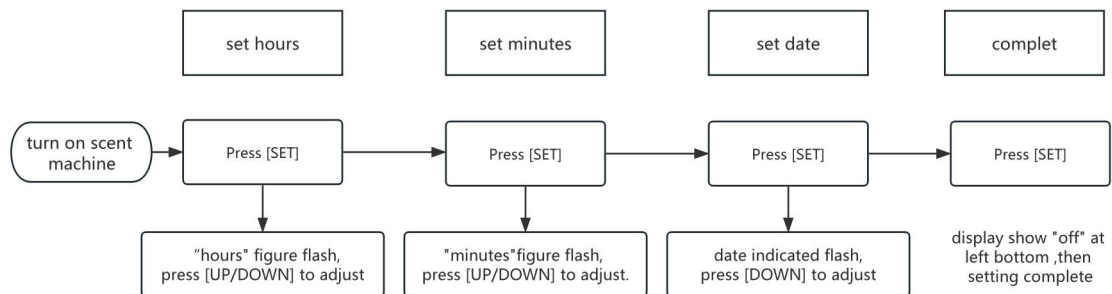 set hours
set minutes
set date
complet
turn on scent
machine
Press [SET]
Press [SET]
Press [SET]
Press [SET]
“hours" figure flash,
press [UP/DOWN] to adjust
"minutes"figure flash,
press [UP/DOWN] to adjust.
date indicated flash,
press [DOWN] to adjust
display show "off" at
left bottom ,then
setting complete